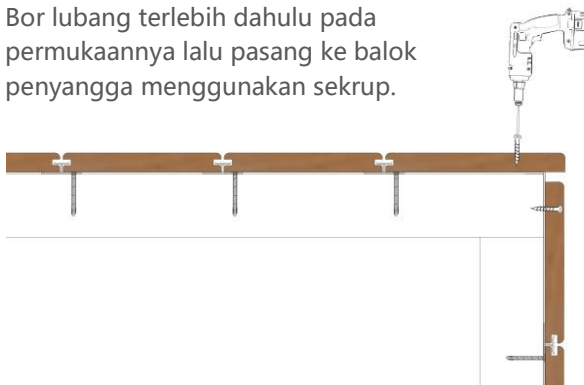 Bor lubang terlebih dahulu pada
permukaannya lalu pasang ke balok
penyangga menggunakan sekrup.